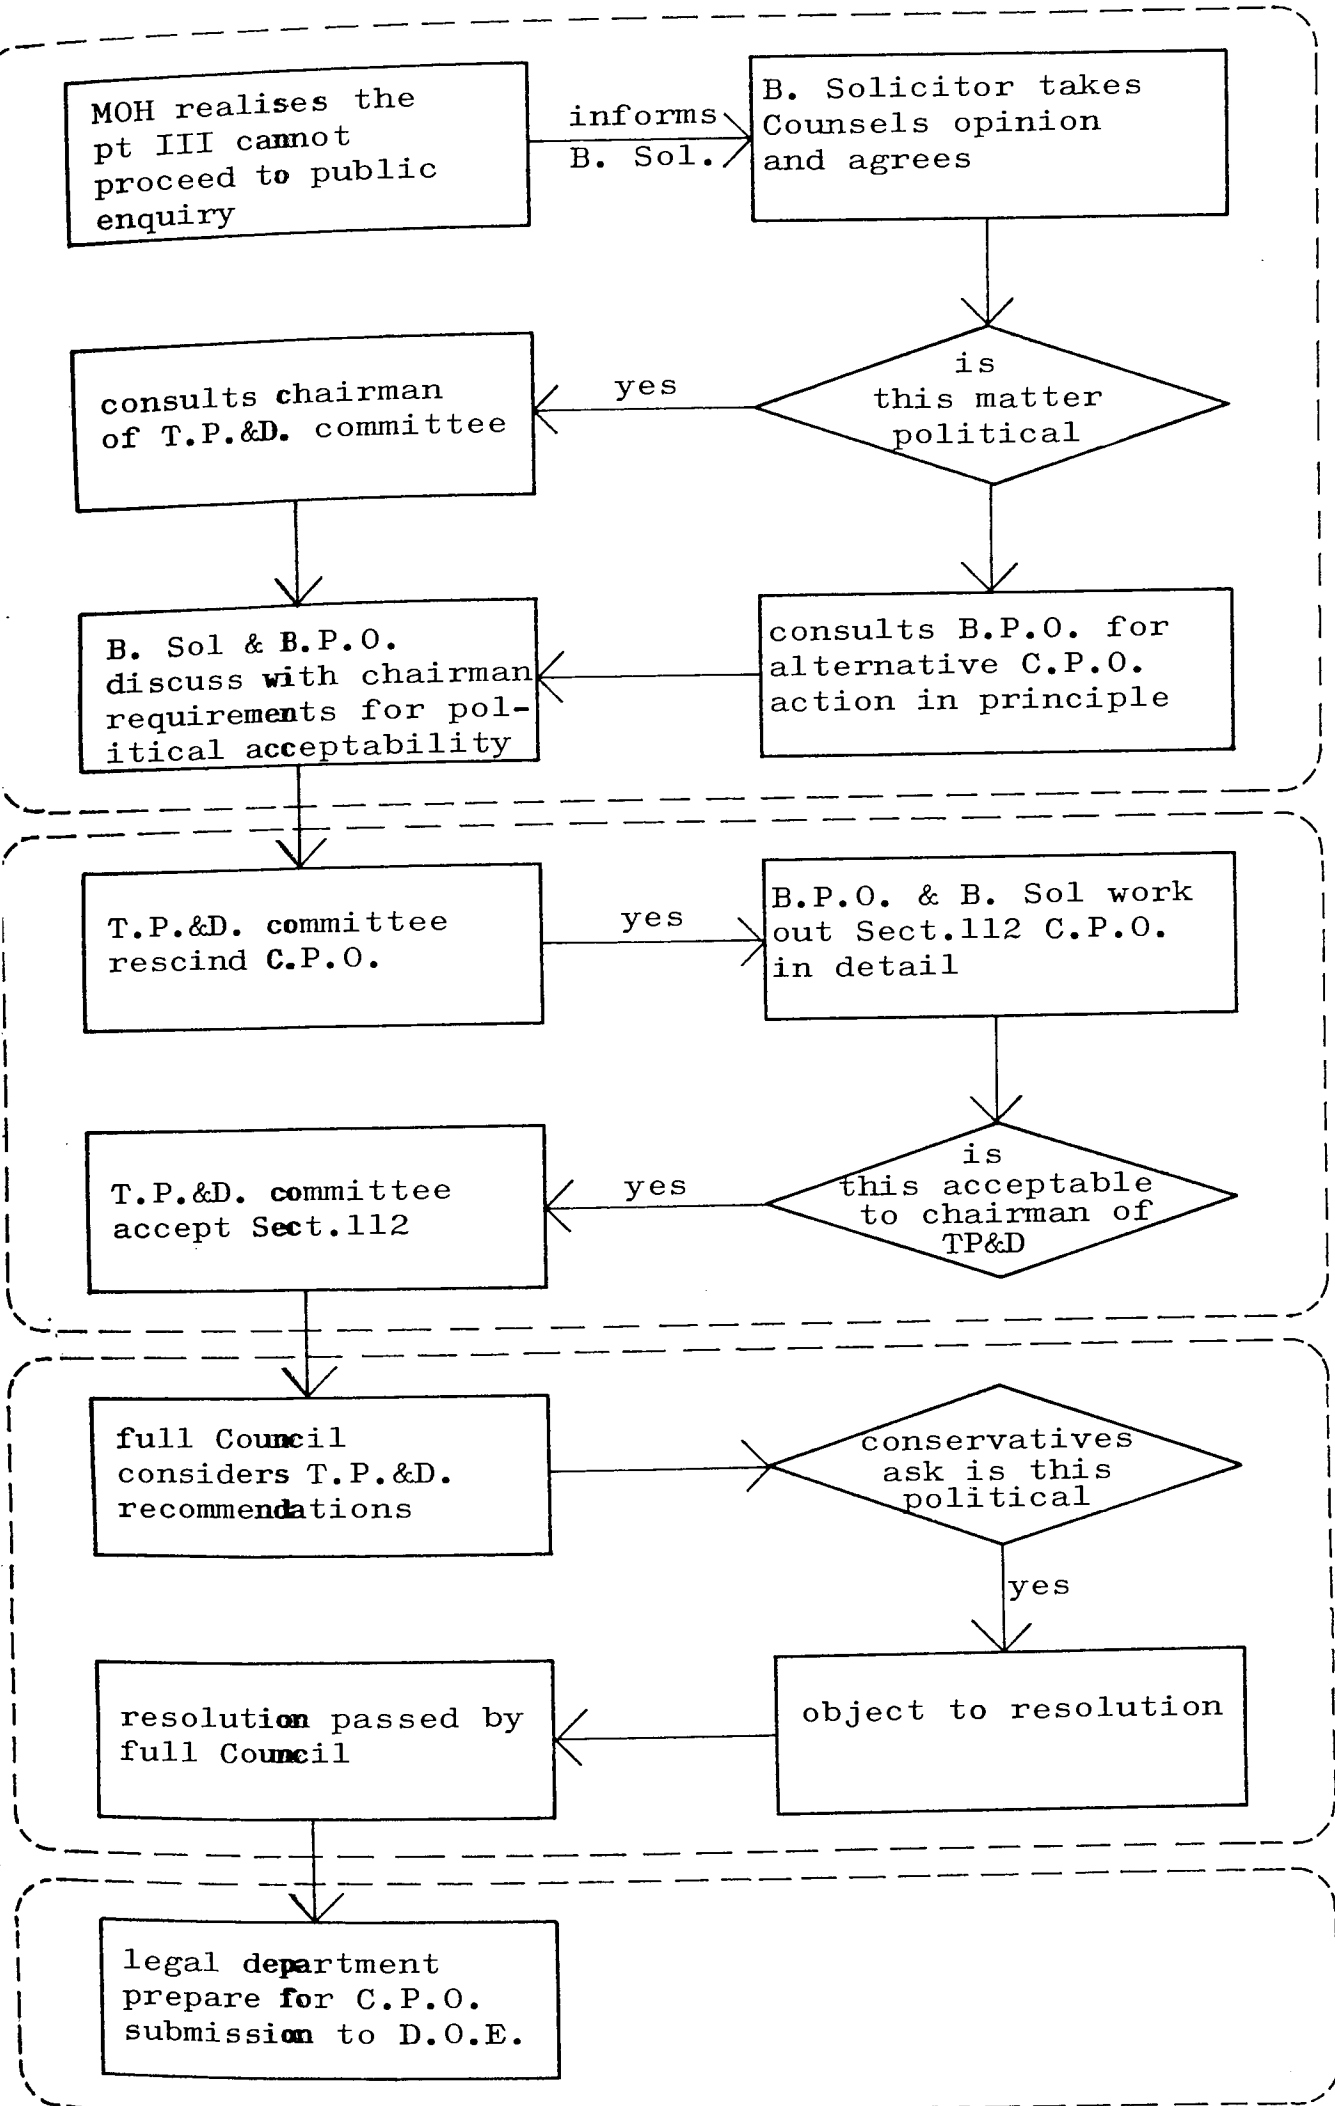 MOH realises the
pt III cannot
proceed to public
enquiry
informs
B. Sol.
B. Solicitor takes
Counsels opinion
and agrees
is
this matter
political
yes
consults chairman
of T.P.&D. committee
consults B.P.O. for
alternative C.P.O.
action in principle
B. Sol & B.P.O.
discuss with chairman
requirements for pol-
itical acceptability
T.P.&D. committee
rescind C.P.O.
yes
B.P.O. & B. Sol work
out Sect.112 C.P.O.
in detail
is
this acceptable
to chairman of
TP&D
yes
T.P.&D. committee
accept Sect.112
full Council
considers T.P.&D.
recommendations
conservatives
ask is this
political
yes
object to resolution
resolution passed by
full Council
legal department
prepare for C.P.O.
submission to D.O.E.